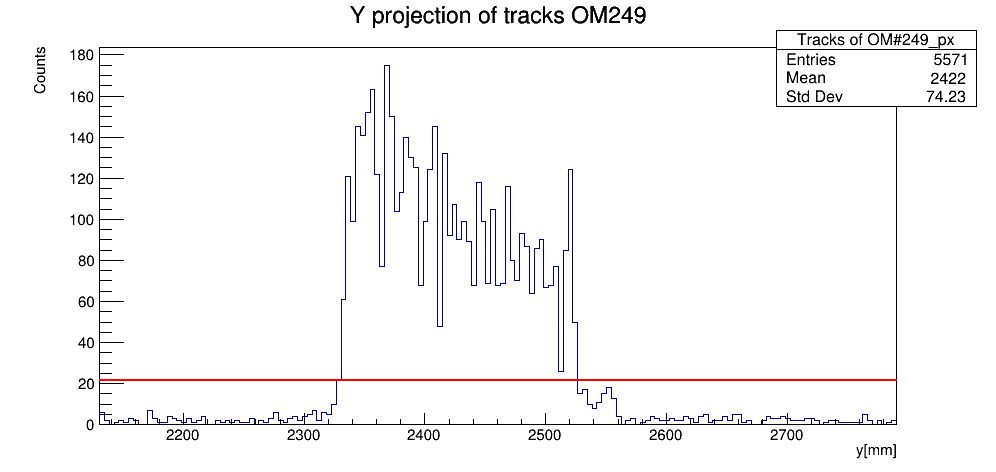 Y projection of tracks OM249
Tracks of OM#249_px
Entries 5571
Mean 2422
Std Dev 74.23
Counts
180
160
140
120
100
80
60
40
20
0
2200 2300 2400 2500 2600 2700
y[mm]